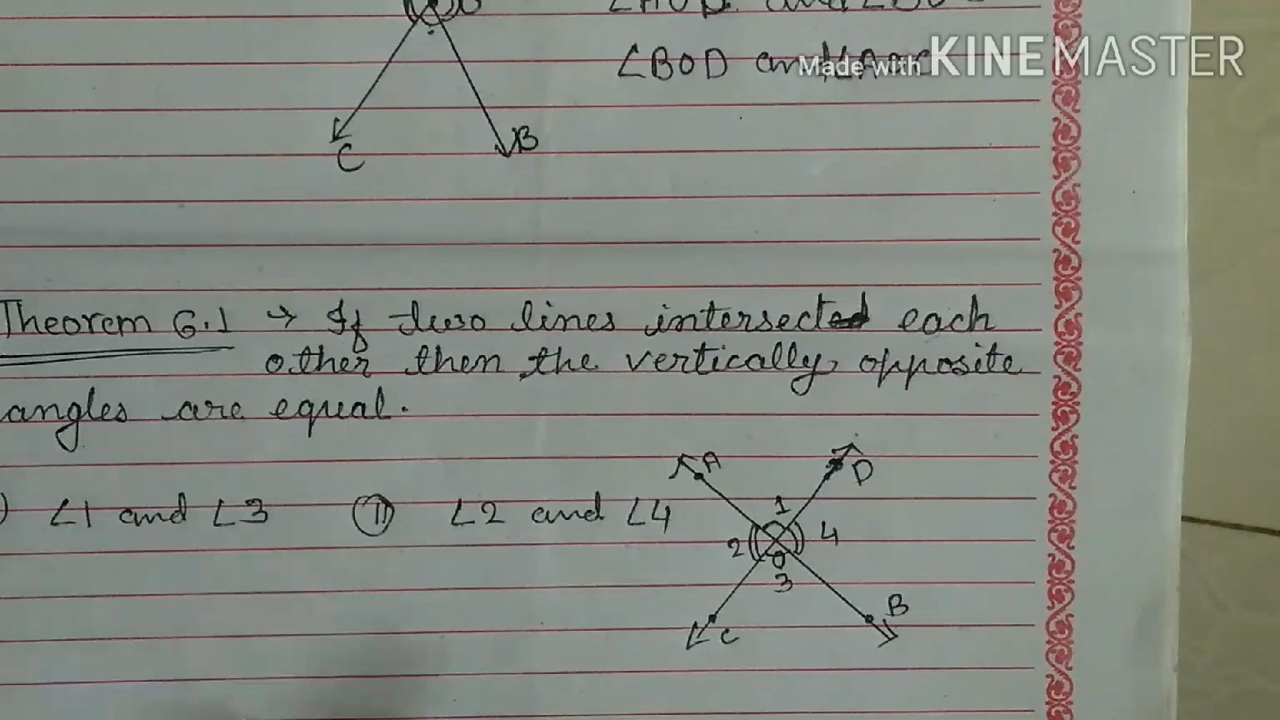 ∠BOD and
Made with KINEMASTER
C
B
Theorem 6.1 → If two lines intersected each
other then the vertically opposite
angles are equal.
) ∠1 and ∠3 (II) ∠2 and ∠4
A
D
1
2
4
O
3
B
C